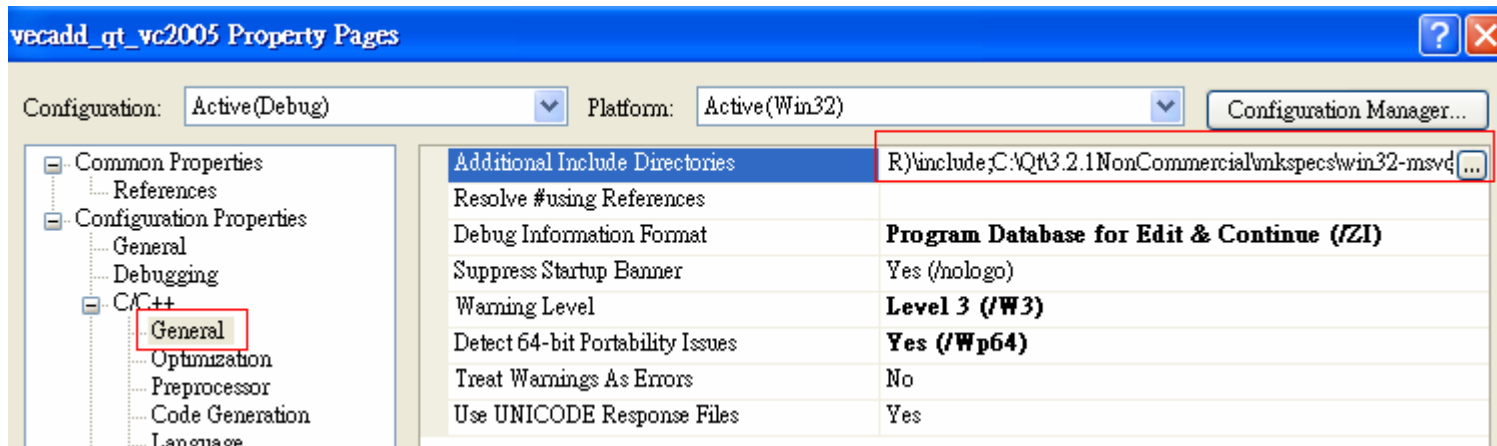 vecadd_qt_vc2005 Property Pages
Configuration: Active(Debug) Platform: Active(Win32) Configuration Manager...
Common Properties
References
Configuration Properties
General
Debugging
C/C++
General
Optimization
Preprocessor
Code Generation
Language
Additional Include Directories R)\include;C:\Qt\3.2.1NonCommercial\mkspecs\win32-msvc ...
Resolve #using References
Debug Information Format Program Database for Edit & Continue (/ZI)
Suppress Startup Banner Yes (/nologo)
Warning Level Level 3 (/W3)
Detect 64-bit Portability Issues Yes (/Wp64)
Treat Warnings As Errors No
Use UNICODE Response Files Yes